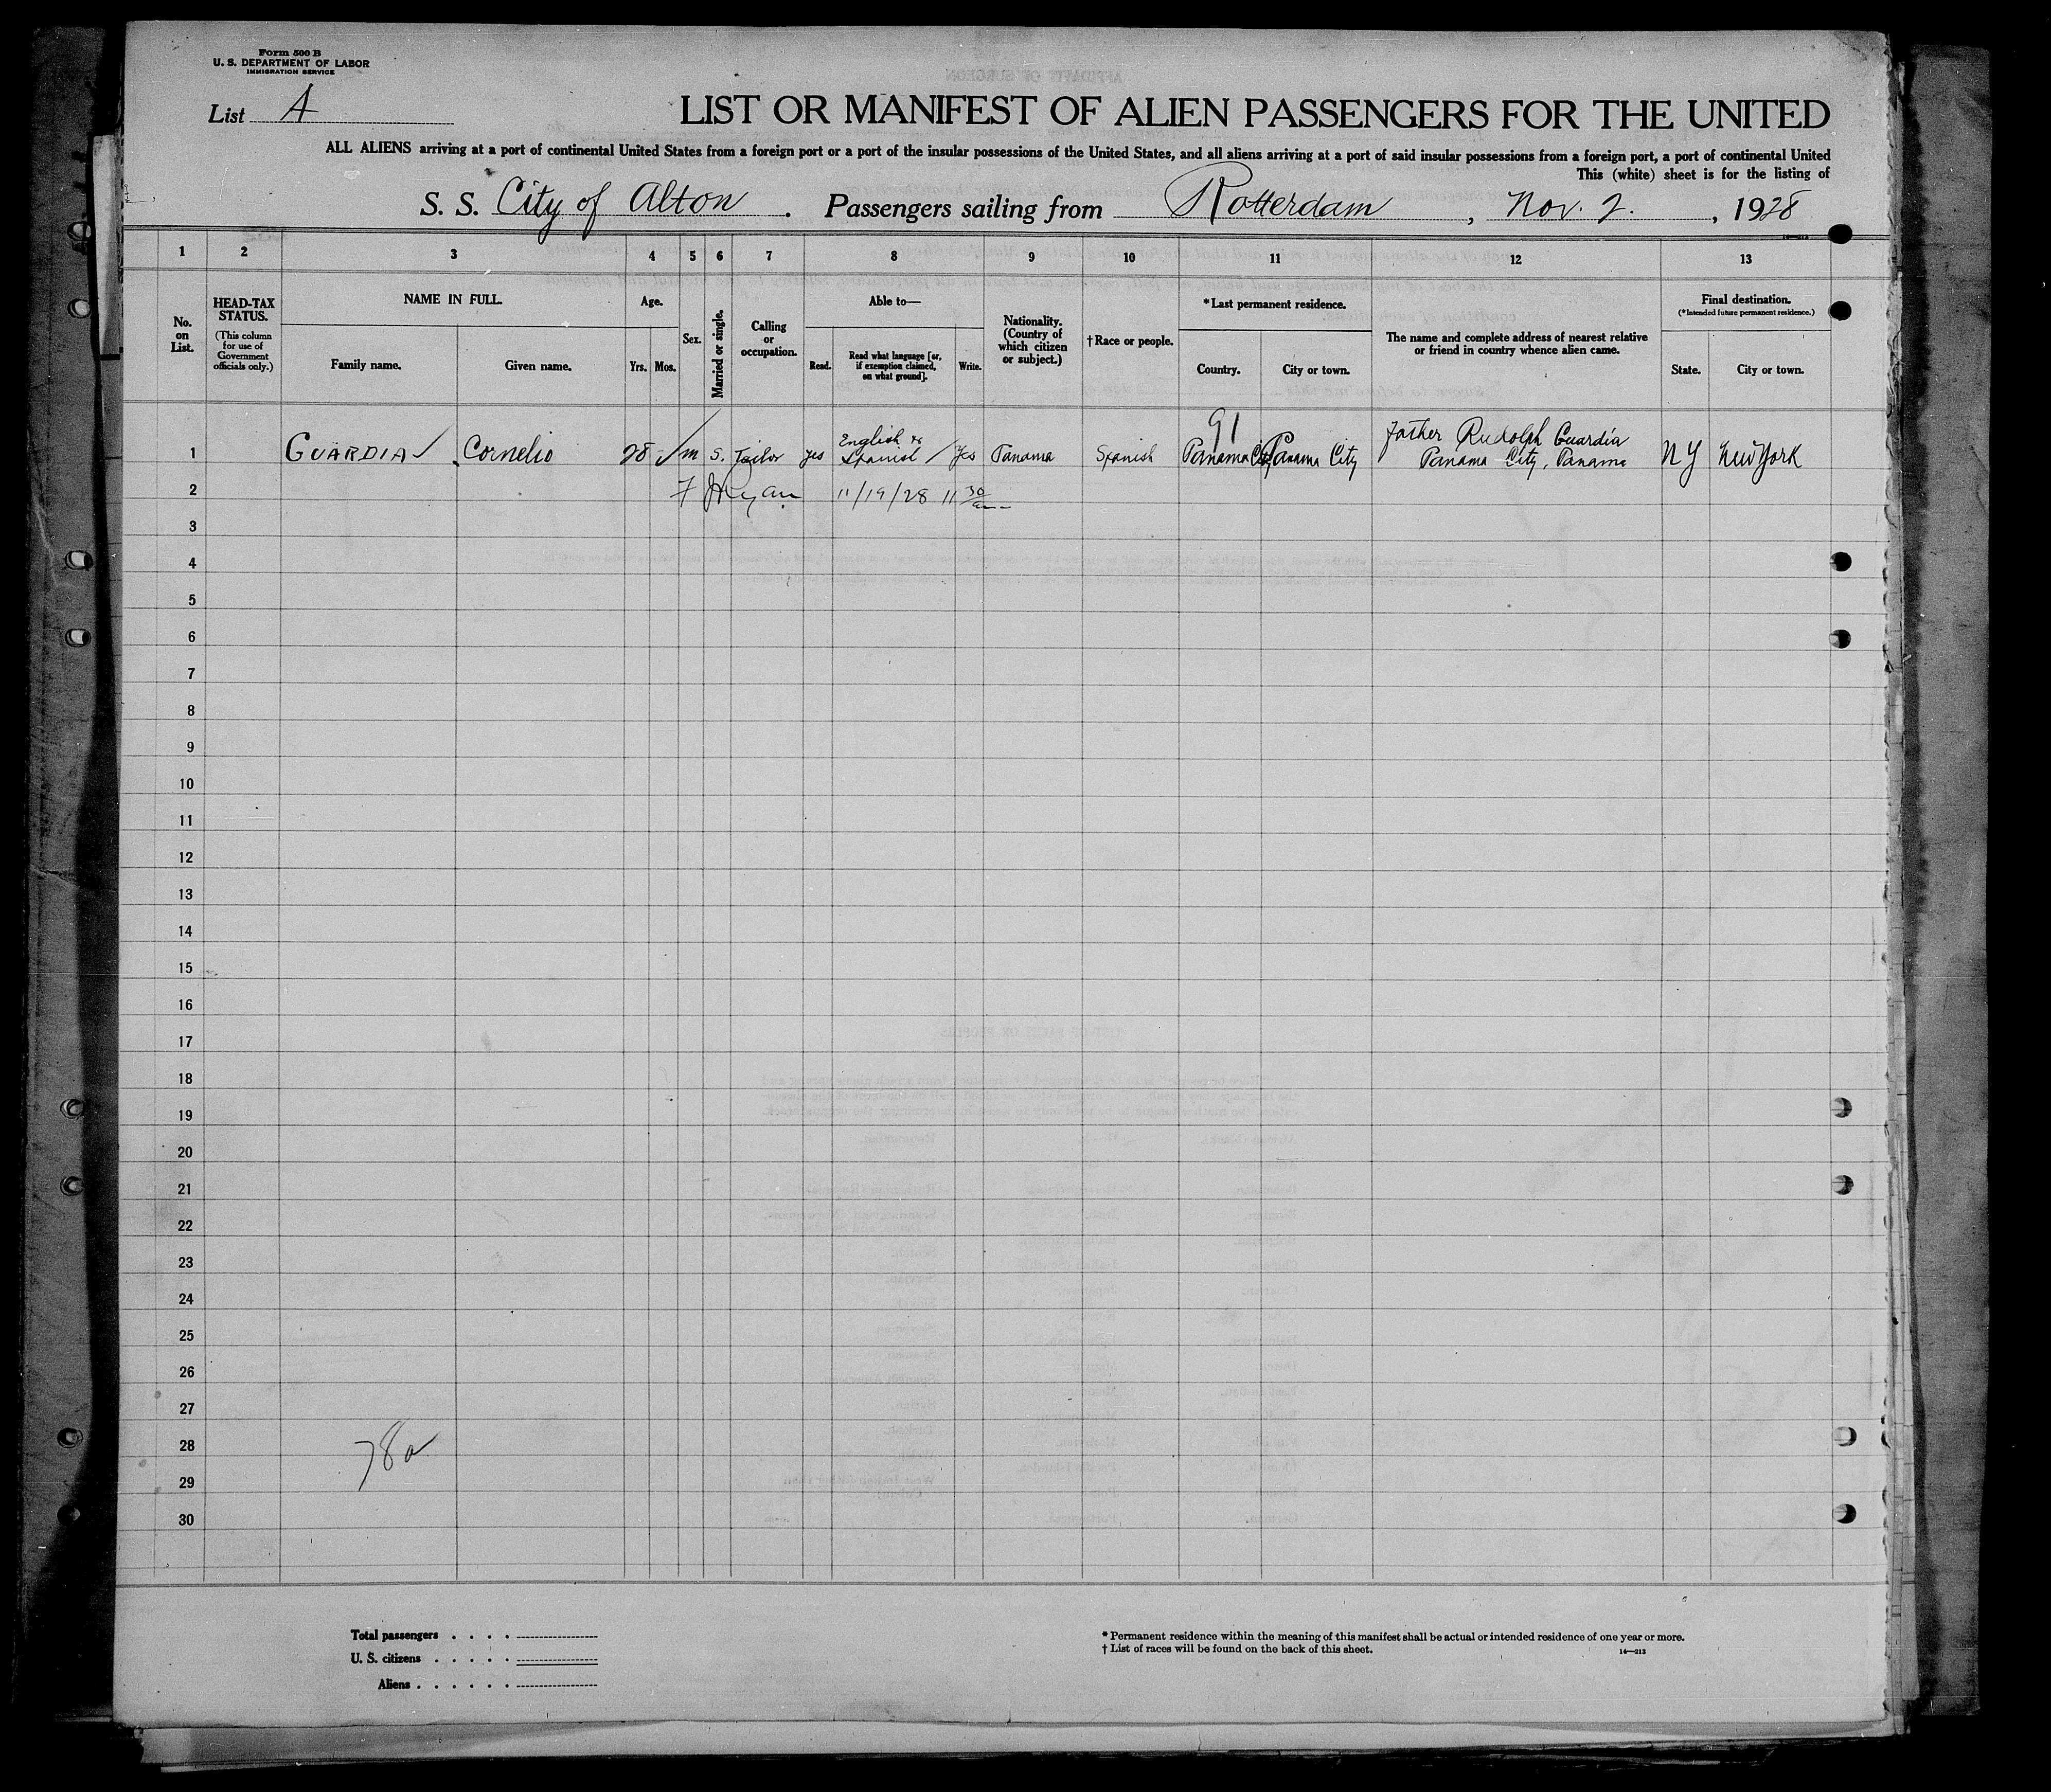 Form 500 B
U. S. DEPARTMENT OF LABOR
IMMIGRATION SERVICE
List A
LIST OR MANIFEST OF ALIEN PASSENGERS FOR THE UNITED
ALL ALIENS arriving at a port of continental United States from a foreign port or a port of the insular possessions of the United States, and all aliens arriving at a port of said insular possessions from a foreign port, a port of continental United
This (white) sheet is for the listing of
S. S. City of Alton . Passengers sailing from Rotterdam , Nov. 2. , 1928
1 2 3 4 5 6 7 8 9 10 11 12 13
No. on List.
HEAD-TAX STATUS.
(This column for use of Government officials only.)
NAME IN FULL.
Family name. Given name.
Age.
Yrs. Mos.
Sex.
Married or single.
Calling or occupation.
Able to—
Read. Read what language [or, if exemption claimed, on what ground]. Write.
Nationality. (Country of which citizen or subject.)
†Race or people.
*Last permanent residence.
Country. City or town.
The name and complete address of nearest relative or friend in country whence alien came.
Final destination.
(*Intended future permanent residence.)
State. City or town.
91
1 GUARDIA Cornelio 28 m S. Tailor yes English & Spanish Yes Panama Spanish Panama Panama City Father Rudolph Guardia Panama City, Panama NY New York
2 Ryan 11/19/28 11 30
3
4
5
6
7
8
9
10
11
12
13
14
15
16
17
18
19
20
21
22
23
24
25
26
27
28
29
30
Total passengers . . . .
U. S. citizens . . . . .
Aliens . . . . . .
* Permanent residence within the meaning of this manifest shall be actual or intended residence of one year or more.
† List of races will be found on the back of this sheet.
14—213